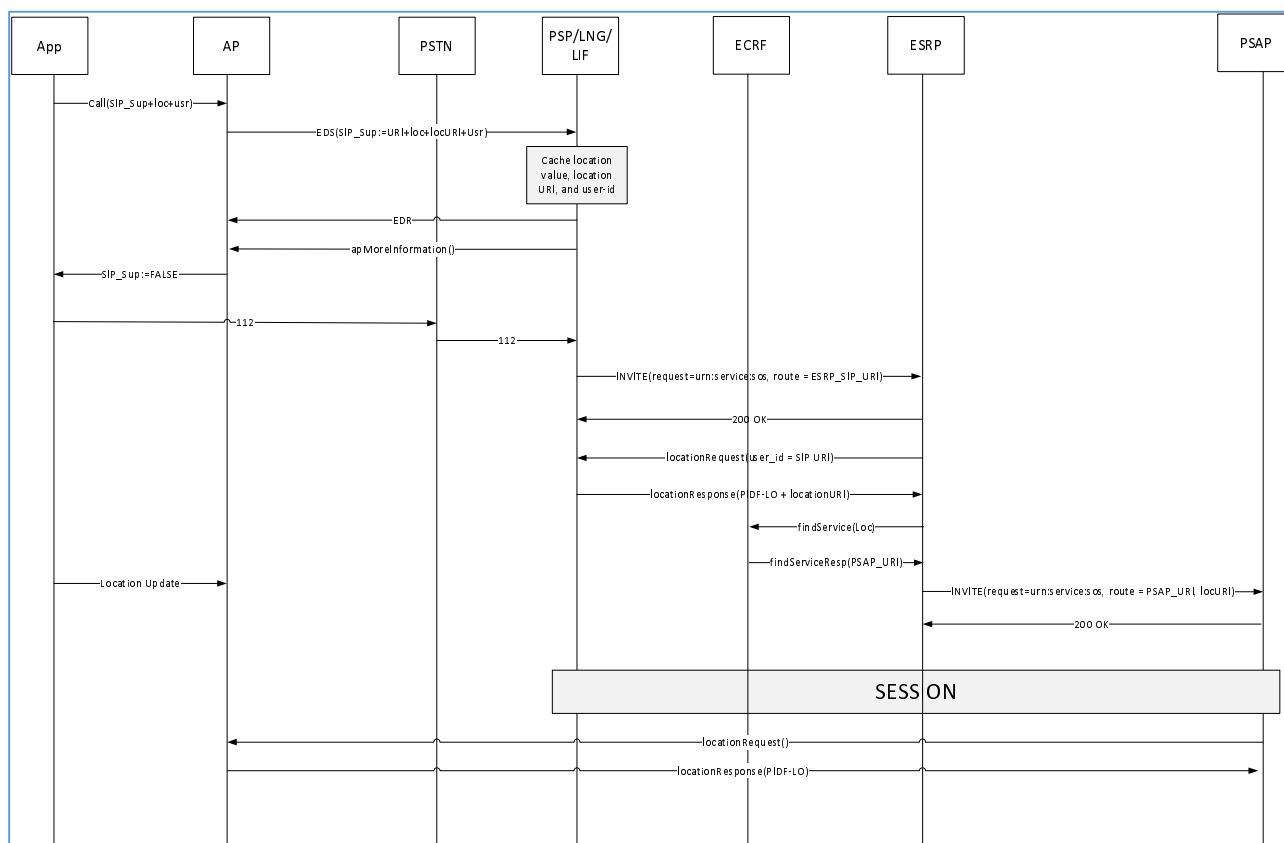 App
AP
PSTN
PSP/LNG/
LIF
ECRF
ESRP
PSAP
Call(SIP_Sup+loc+usr)
EDS(SIP_Sup:=URI+loc+locURI+Usr)
Cache location
value, location
URI, and user-id
EDR
apMoreInformation()
SIP_Sup:=FALSE
112
112
INVITE(request=urn:service:sos, route = ESRP_SIP_URI)
200 OK
locationRequest(user_id = SIP URI)
locationResponse(PIDF-LO + locationURI)
findService(Loc)
findServiceResp(PSAP_URI)
Location Update
INVITE(request=urn:service:sos, route = PSAP_URI, locURI)
200 OK
SESSION
locationRequest()
locationResponse(PIDF-LO)